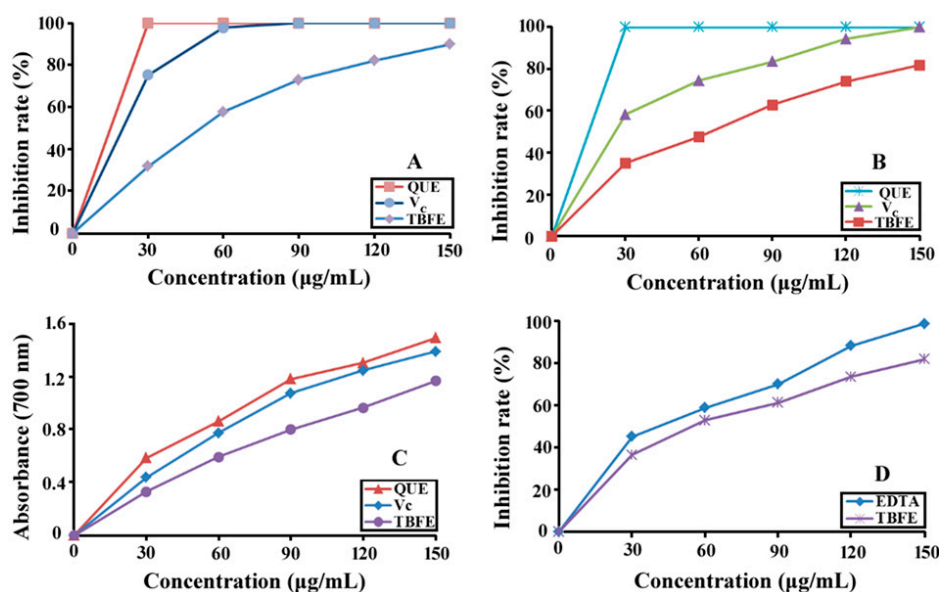 Inhibition rate (%)
100
80
60
40
20
0
A
QUE
Vc
TBFE
0 30 60 90 120 150
Concentration (μg/mL)
Inhibition rate (%)
100
80
60
40
20
0
B
QUE
Vc
TBFE
0 30 60 90 120 150
Concentration (μg/mL)
Absorbance (700 nm)
1.6
1.2
0.8
0.4
0
C
QUE
Vc
TBFE
0 30 60 90 120 150
Concentration (μg/mL)
Inhibition rate (%)
100
80
60
40
20
0
D
EDTA
TBFE
0 30 60 90 120 150
Concentration (μg/mL)